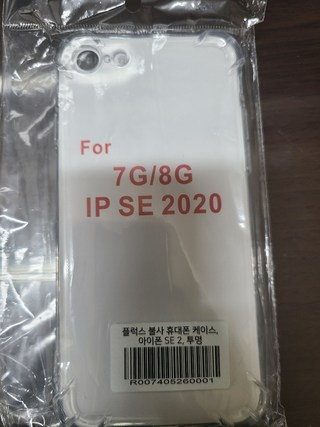 For
7G/8G
IP SE 2020
플럭스 불사 휴대폰 케이스,
아이폰 SE 2, 투명
R007405260001